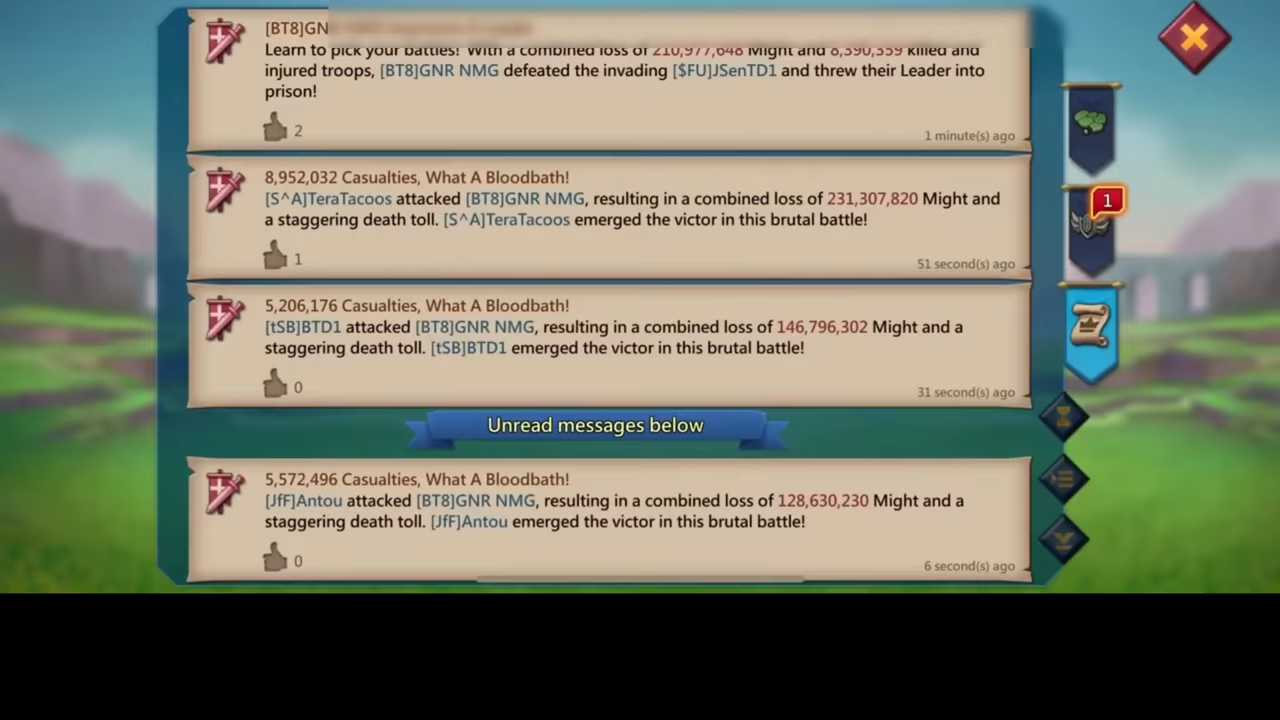 [BT8]GN
Learn to pick your battles! With a combined loss of 210,977,648 Might and 8,390,359 killed and
injured troops, [BT8]GNR NMG defeated the invading [$FU]JSenTD1 and threw their Leader into
prison!
2
1 minute(s) ago
8,952,032 Casualties, What A Bloodbath!
[S^A]TeraTacoos attacked [BT8]GNR NMG, resulting in a combined loss of 231,307,820 Might and
a staggering death toll. [S^A]TeraTacoos emerged the victor in this brutal battle!
1
1
51 second(s) ago
5,206,176 Casualties, What A Bloodbath!
[tSB]BTD1 attacked [BT8]GNR NMG, resulting in a combined loss of 146,796,302 Might and a
staggering death toll. [tSB]BTD1 emerged the victor in this brutal battle!
0
31 second(s) ago
Unread messages below
5,572,496 Casualties, What A Bloodbath!
[JfF]Antou attacked [BT8]GNR NMG, resulting in a combined loss of 128,630,230 Might and a
staggering death toll. [JfF]Antou emerged the victor in this brutal battle!
0
6 second(s) ago